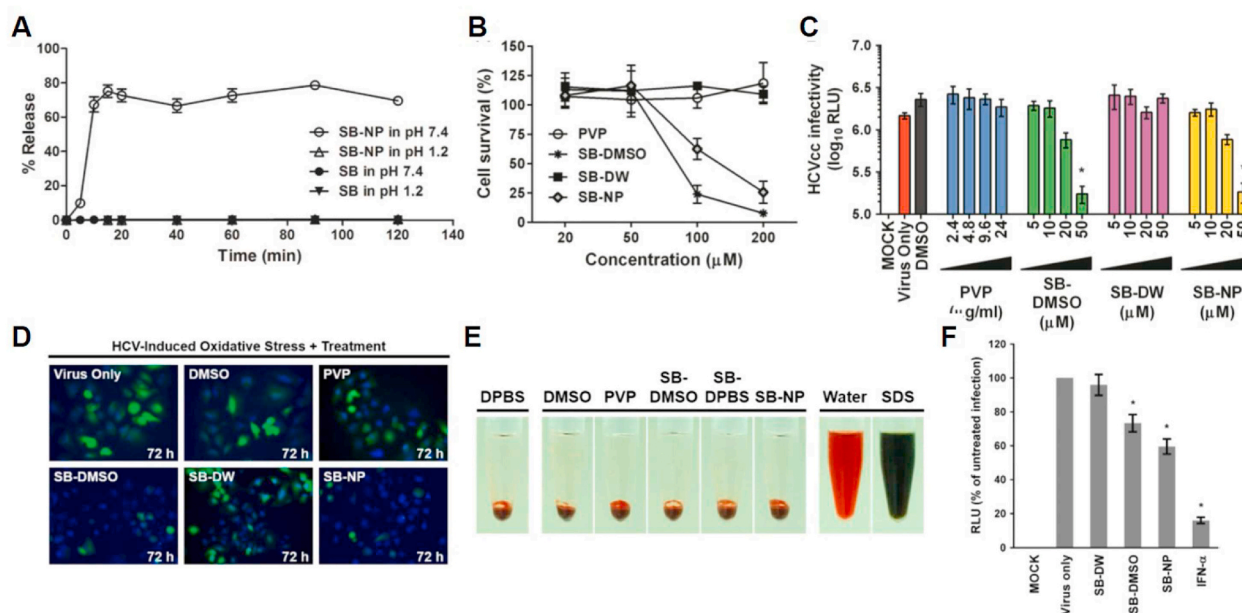 A
% Release
100
80
60
40
20
0
0 20 40 60 80 100 120 140
Time (min)
SB-NP in pH 7.4
SB-NP in pH 1.2
SB in pH 7.4
SB in pH 1.2
B
Cell survival (%)
150
125
100
75
50
25
0
20 50 100 200
Concentration (μM)
PVP
SB-DMSO
SB-DW
SB-NP
C
HCVcc infectivity
(log10 RLU)
7.0
6.5
6.0
5.5
5.0
* *
MOCK
Virus Only
DMSO
2.4 4.8 9.6 24
5 10 20 50
5 10 20 50
5 10 20 50
PVP
(μg/ml)
SB-
DMSO
(μM)
SB-DW
(μM)
SB-NP
(μM)
D
HCV-Induced Oxidative Stress + Treatment
Virus Only
72 h
DMSO
72 h
PVP
72 h
SB-DMSO
72 h
SB-DW
72 h
SB-NP
72 h
E
DPBS
DMSO
PVP
SB-
DMSO
SB-
DPBS
SB-NP
Water
SDS
F
RLU (% of untreated infection)
120
100
80
60
40
20
0
* * *
MOCK
Virus only
SB-DW
SB-DMSO
SB-NP
IFN-α